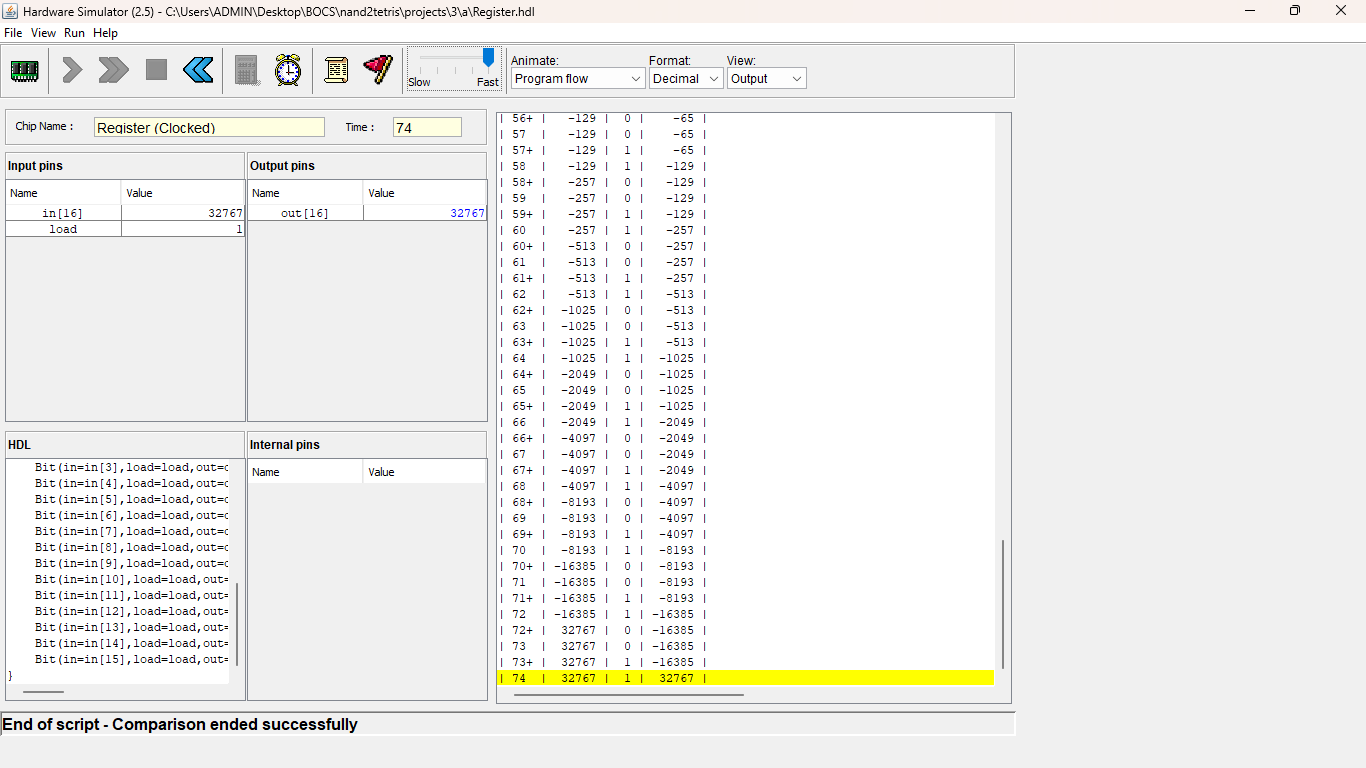 Hardware Simulator (2.5) - C:\Users\ADMIN\Desktop\BOCS\nand2tetris\projects\3\a\Register.hdl
File View Run Help
Slow Fast
Animate: Format: View:
Program flow Decimal Output
Chip Name : Register (Clocked) Time : 74
Input pins
Name Value
in[16] 32767
load 1
Output pins
Name Value
out[16] 32767
HDL
Bit(in=in[3],load=load,out=
Bit(in=in[4],load=load,out=
Bit(in=in[5],load=load,out=
Bit(in=in[6],load=load,out=
Bit(in=in[7],load=load,out=
Bit(in=in[8],load=load,out=
Bit(in=in[9],load=load,out=
Bit(in=in[10],load=load,out=
Bit(in=in[11],load=load,out=
Bit(in=in[12],load=load,out=
Bit(in=in[13],load=load,out=
Bit(in=in[14],load=load,out=
Bit(in=in[15],load=load,out=
}
Internal pins
Name Value
| 56+ | -129 | 0 | -65 |
| 57 | -129 | 0 | -65 |
| 57+ | -129 | 1 | -65 |
| 58 | -129 | 1 | -129 |
| 58+ | -257 | 0 | -129 |
| 59 | -257 | 0 | -129 |
| 59+ | -257 | 1 | -129 |
| 60 | -257 | 1 | -257 |
| 60+ | -513 | 0 | -257 |
| 61 | -513 | 0 | -257 |
| 61+ | -513 | 1 | -257 |
| 62 | -513 | 1 | -513 |
| 62+ | -1025 | 0 | -513 |
| 63 | -1025 | 0 | -513 |
| 63+ | -1025 | 1 | -513 |
| 64 | -1025 | 1 | -1025 |
| 64+ | -2049 | 0 | -1025 |
| 65 | -2049 | 0 | -1025 |
| 65+ | -2049 | 1 | -1025 |
| 66 | -2049 | 1 | -2049 |
| 66+ | -4097 | 0 | -2049 |
| 67 | -4097 | 0 | -2049 |
| 67+ | -4097 | 1 | -2049 |
| 68 | -4097 | 1 | -4097 |
| 68+ | -8193 | 0 | -4097 |
| 69 | -8193 | 0 | -4097 |
| 69+ | -8193 | 1 | -4097 |
| 70 | -8193 | 1 | -8193 |
| 70+ | -16385 | 0 | -8193 |
| 71 | -16385 | 0 | -8193 |
| 71+ | -16385 | 1 | -8193 |
| 72 | -16385 | 1 | -16385 |
| 72+ | 32767 | 0 | -16385 |
| 73 | 32767 | 0 | -16385 |
| 73+ | 32767 | 1 | -16385 |
| 74 | 32767 | 1 | 32767 |
End of script - Comparison ended successfully